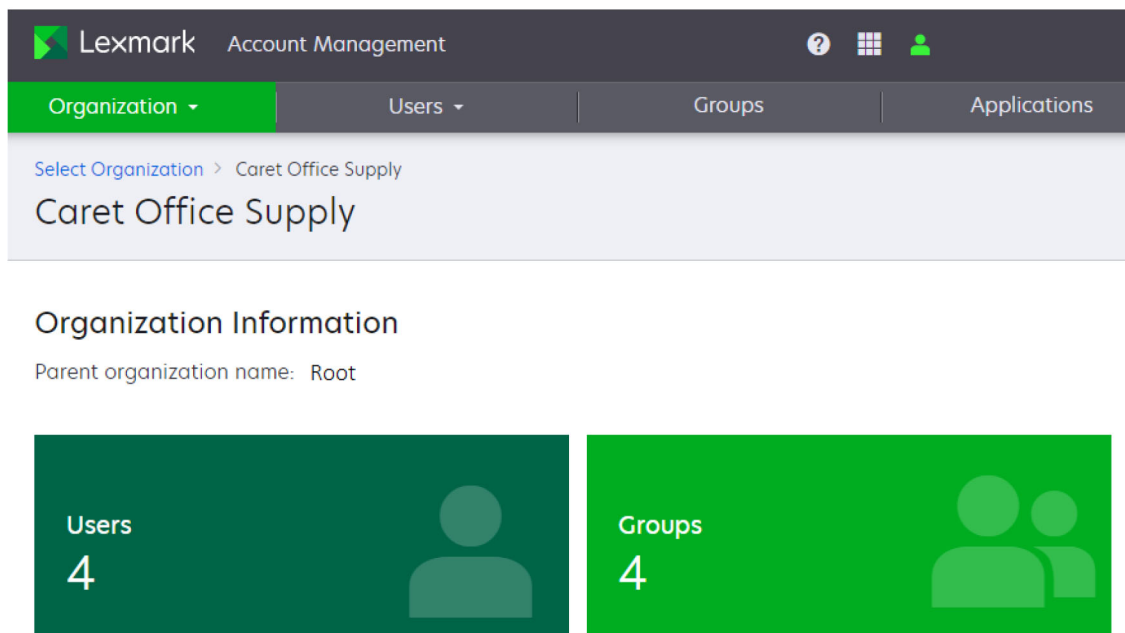 Lexmark Account Management ?
Organization Users Groups Applications
Select Organization > Caret Office Supply
Caret Office Supply
Organization Information
Parent organization name: Root
Users Groups
4 4